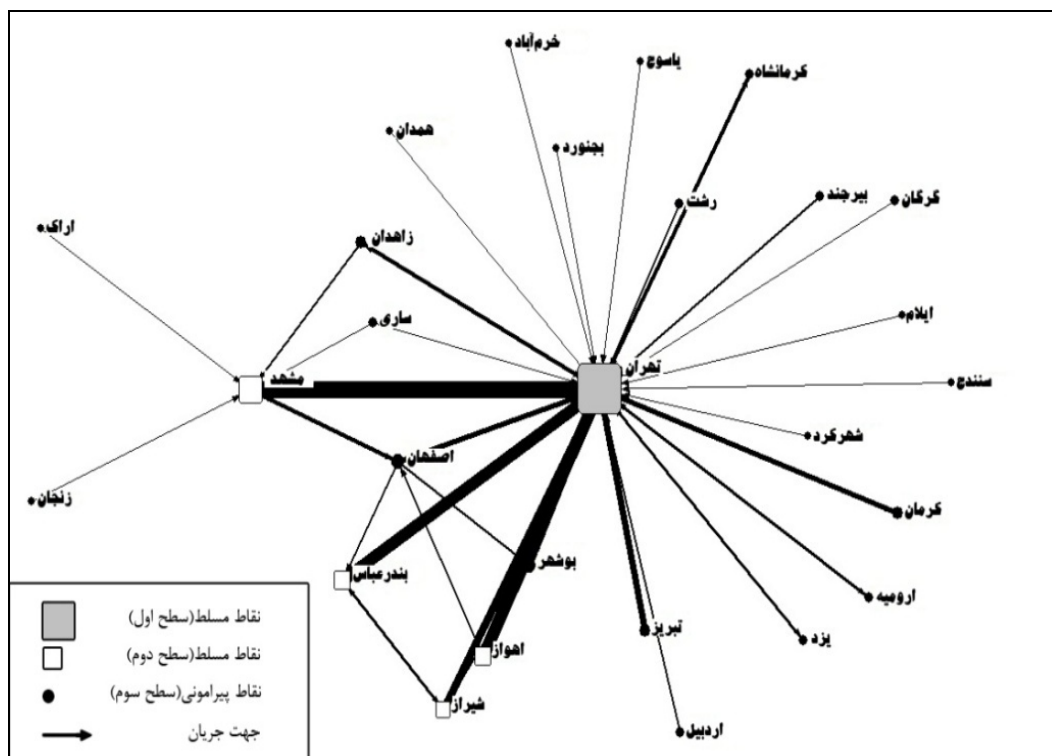 خرم‌آباد
یاسوج
کرمانشاه
همدان
بجنورد
بیرجند
گرگان
رشت
اراک
زاهدان
ایلام
ساری
تهران
مشهد
سنندج
شهرکرد
اصفهان
زنجان
کرمان
بوشهر
بندرعباس
ارومیه
تبریز
یزد
اهواز
شیراز
اردبیل
نقاط مسلط(سطح اول)
نقاط مسلط(سطح دوم)
نقاط پیرامونی(سطح سوم)
جهت جریان